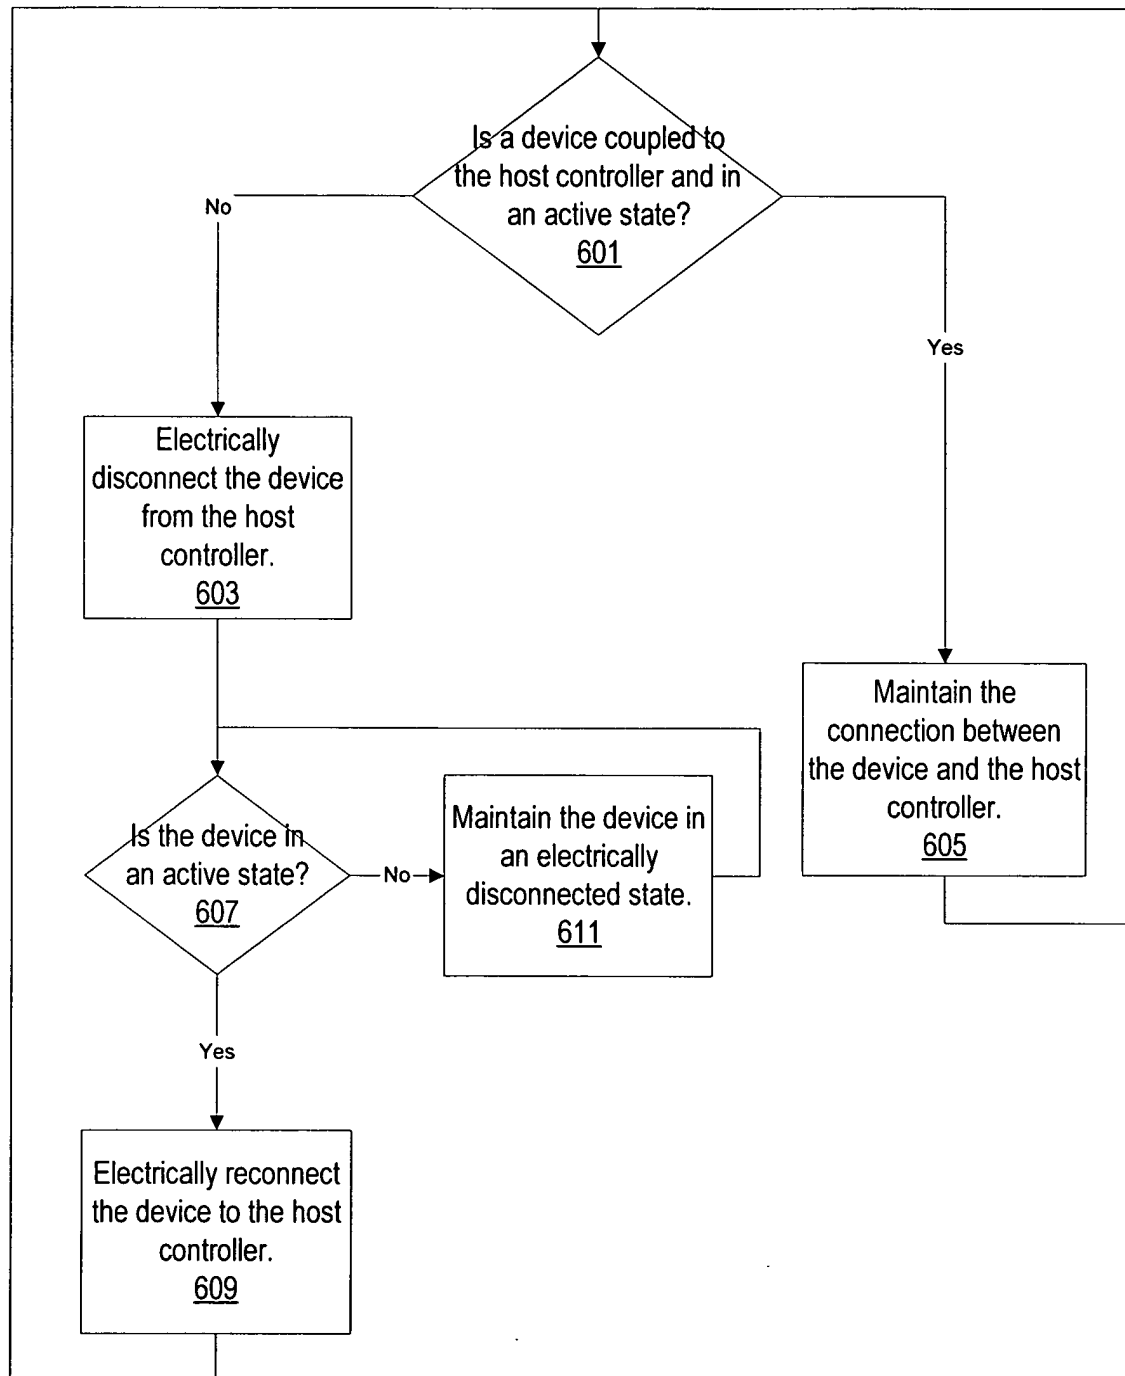 Is a device coupled to
the host controller and in
an active state?
601
No
Yes
Electrically
disconnect the device
from the host
controller.
603
Maintain the
connection between
the device and the host
controller.
605
Is the device in
an active state?
607
No
Maintain the device in
an electrically
disconnected state.
611
Yes
Electrically reconnect
the device to the host
controller.
609